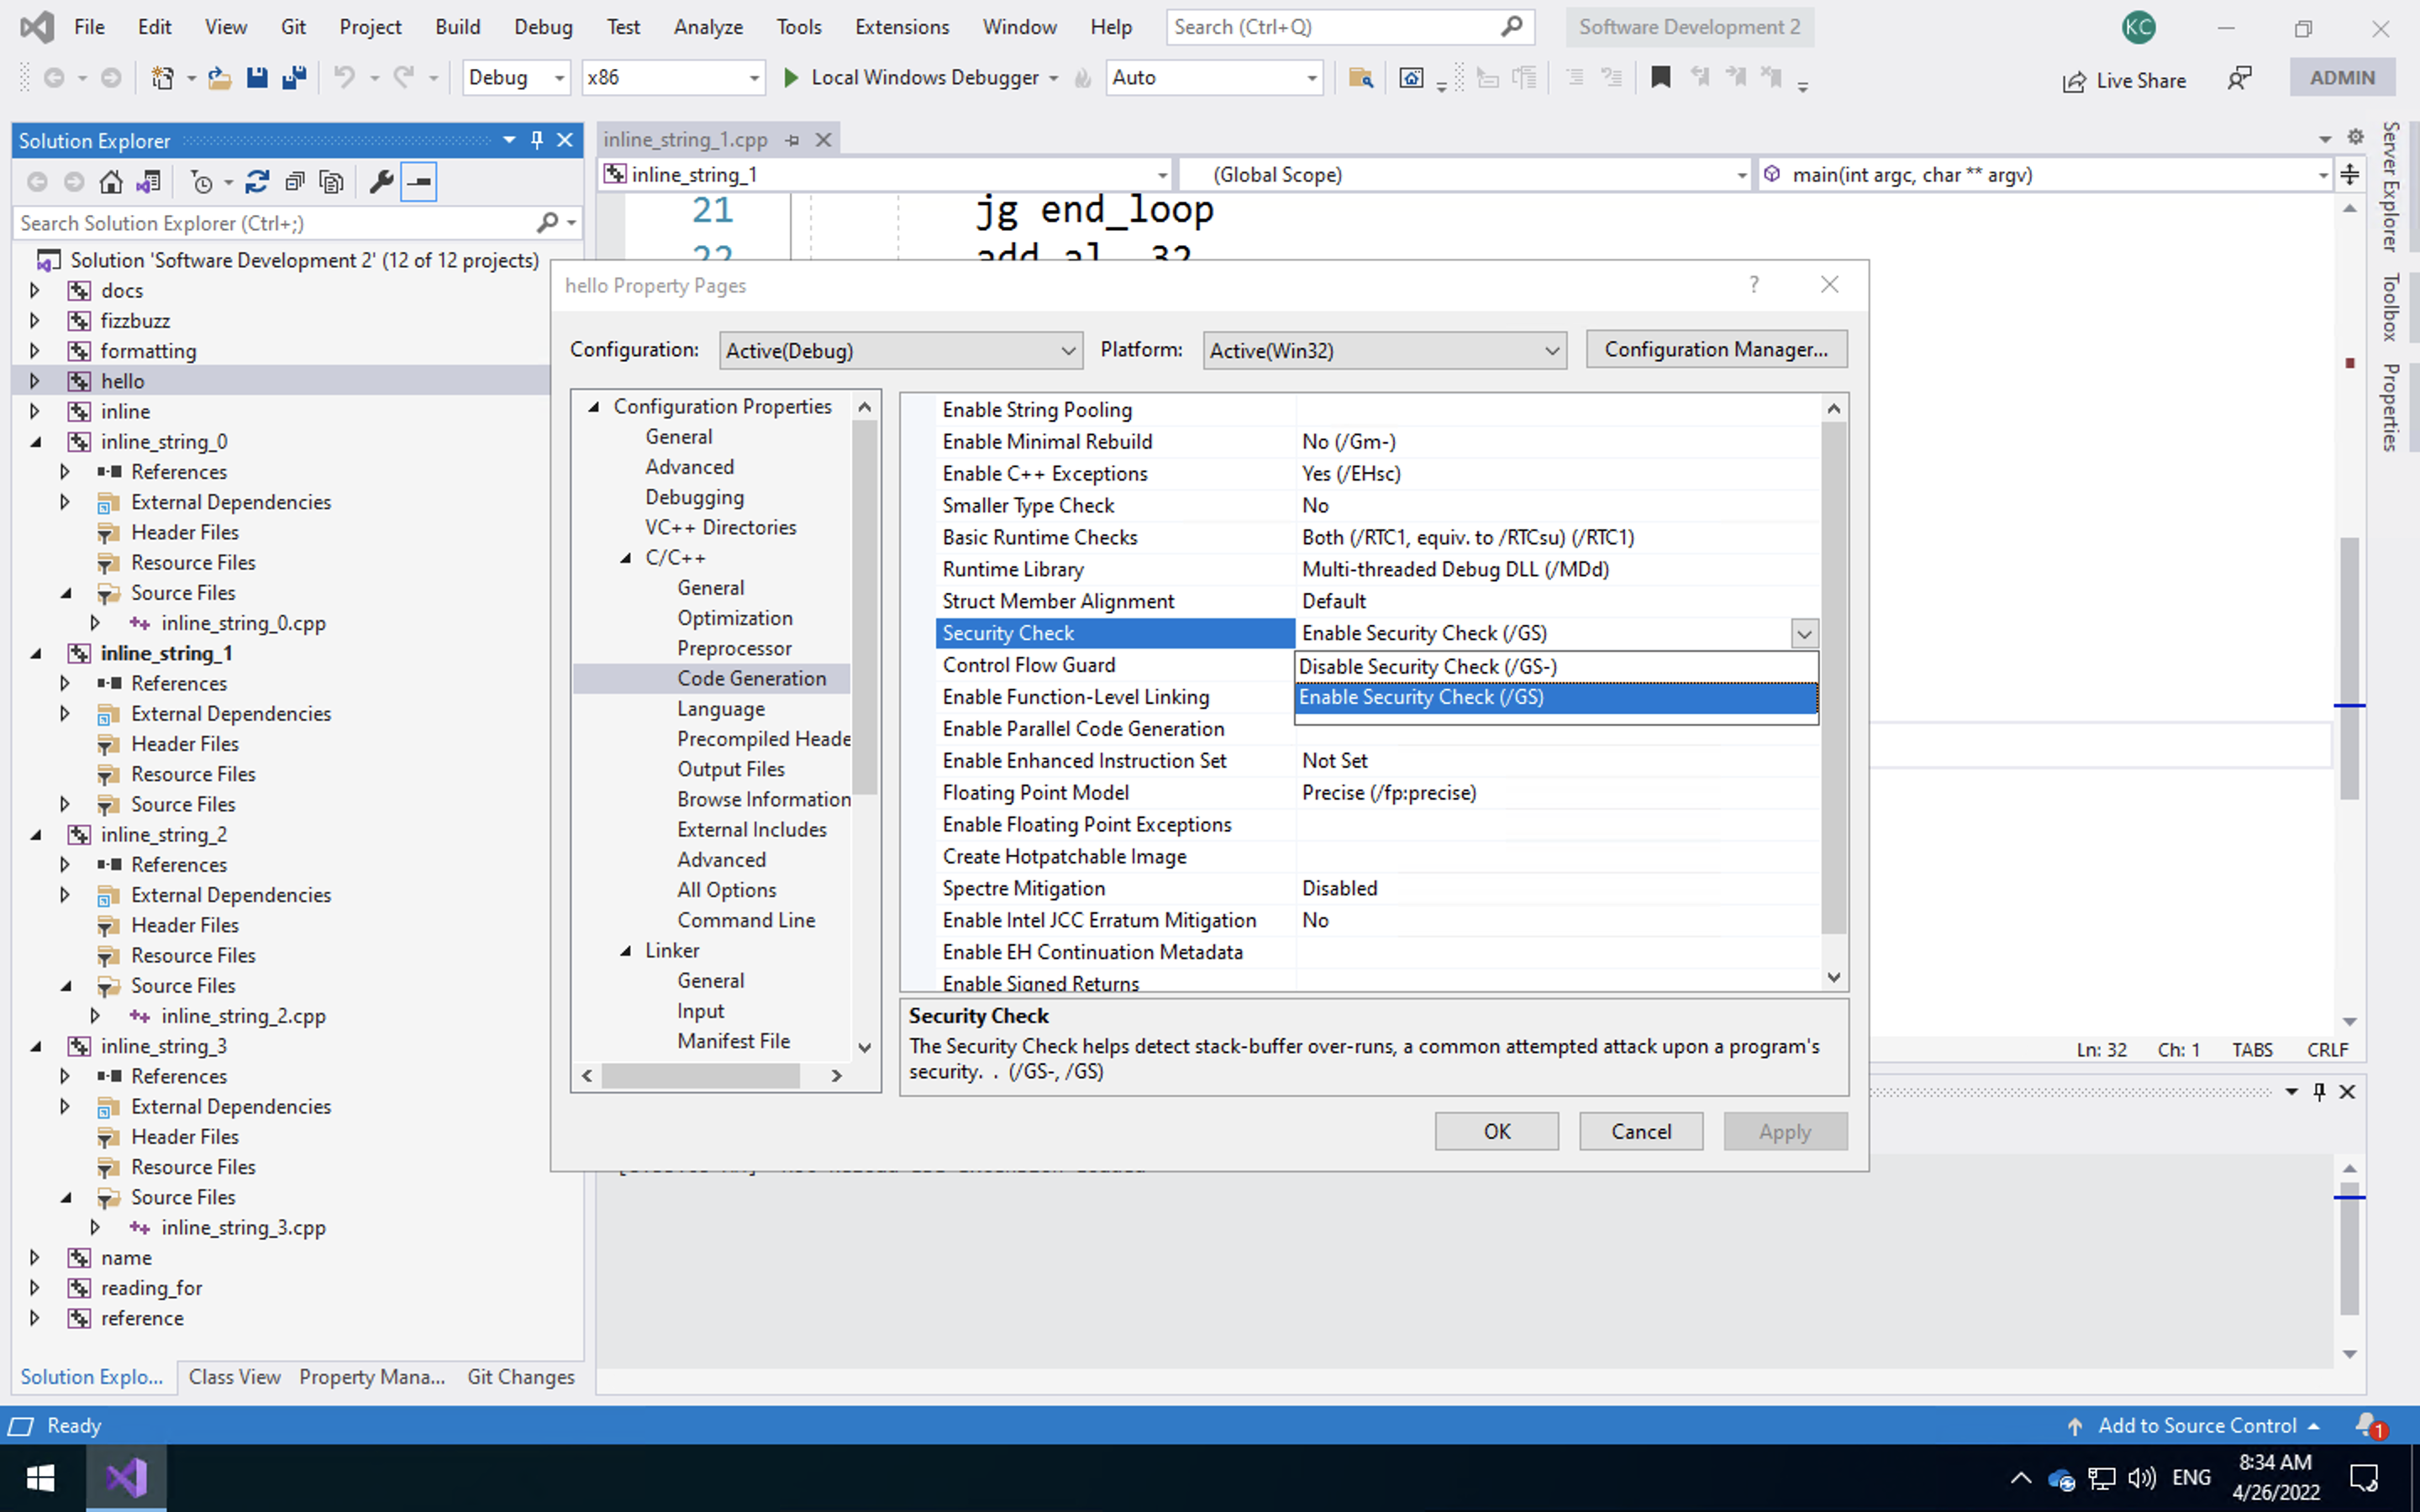 File Edit View Git Project Build Debug Test Analyze Tools Extensions Window Help Search (Ctrl+Q) Software Development 2 KC
Debug x86 Local Windows Debugger Auto Live Share ADMIN
Solution Explorer
Search Solution Explorer (Ctrl+;)
Solution 'Software Development 2' (12 of 12 projects)
docs
fizzbuzz
formatting
hello
inline
inline_string_0
References
External Dependencies
Header Files
Resource Files
Source Files
inline_string_0.cpp
inline_string_1
References
External Dependencies
Header Files
Resource Files
Source Files
inline_string_2
References
External Dependencies
Header Files
Resource Files
Source Files
inline_string_2.cpp
inline_string_3
References
External Dependencies
Header Files
Resource Files
Source Files
inline_string_3.cpp
name
reading_for
reference
Solution Explo... Class View Property Mana... Git Changes
inline_string_1.cpp
inline_string_1 (Global Scope) main(int argc, char ** argv)
21 jg end_loop
22 add al, 32
hello Property Pages ?
Configuration: Active(Debug) Platform: Active(Win32) Configuration Manager...
Configuration Properties
General
Advanced
Debugging
VC++ Directories
C/C++
General
Optimization
Preprocessor
Code Generation
Language
Precompiled Heade
Output Files
Browse Information
External Includes
Advanced
All Options
Command Line
Linker
General
Input
Manifest File
Enable String Pooling
Enable Minimal Rebuild No (/Gm-)
Enable C++ Exceptions Yes (/EHsc)
Smaller Type Check No
Basic Runtime Checks Both (/RTC1, equiv. to /RTCsu) (/RTC1)
Runtime Library Multi-threaded Debug DLL (/MDd)
Struct Member Alignment Default
Security Check Enable Security Check (/GS)
Control Flow Guard Disable Security Check (/GS-)
Enable Function-Level Linking Enable Security Check (/GS)
Enable Parallel Code Generation
Enable Enhanced Instruction Set Not Set
Floating Point Model Precise (/fp:precise)
Enable Floating Point Exceptions
Create Hotpatchable Image
Spectre Mitigation Disabled
Enable Intel JCC Erratum Mitigation No
Enable EH Continuation Metadata
Enable Signed Returns
Security Check
The Security Check helps detect stack-buffer over-runs, a common attempted attack upon a program's
security. . (/GS-, /GS)
OK Cancel Apply
Server Explorer
Toolbox
Properties
Ln: 32 Ch: 1 TABS CRLF
Ready Add to Source Control 1
ENG 8:34 AM
4/26/2022